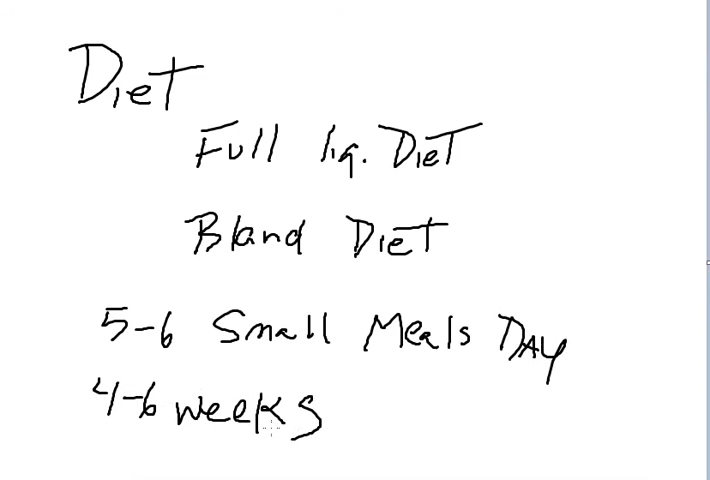 Diet
Full liq. Diet
Bland Diet
5-6 Small Meals DAY
4-6 weeks